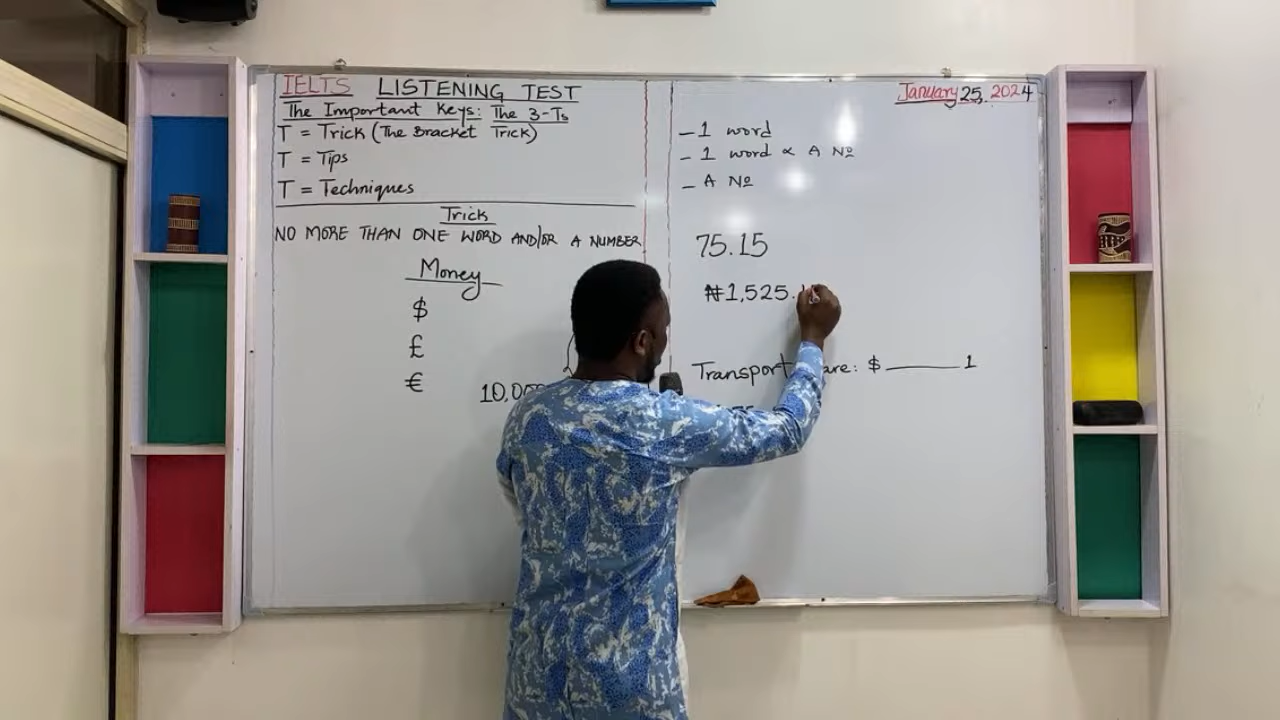 IELTS LISTENING TEST
The Important Keys: The 3-Ts
T = Trick (The Bracket Trick)
T = Tips
T = Techniques
Trick
NO MORE THAN ONE WORD AND/OR A NUMBER
Money
$
£
€
January 25, 2024
- 1 word
- 1 word & A No
- A No
75.15
₦1,525.
Transport are: $ ______ 1